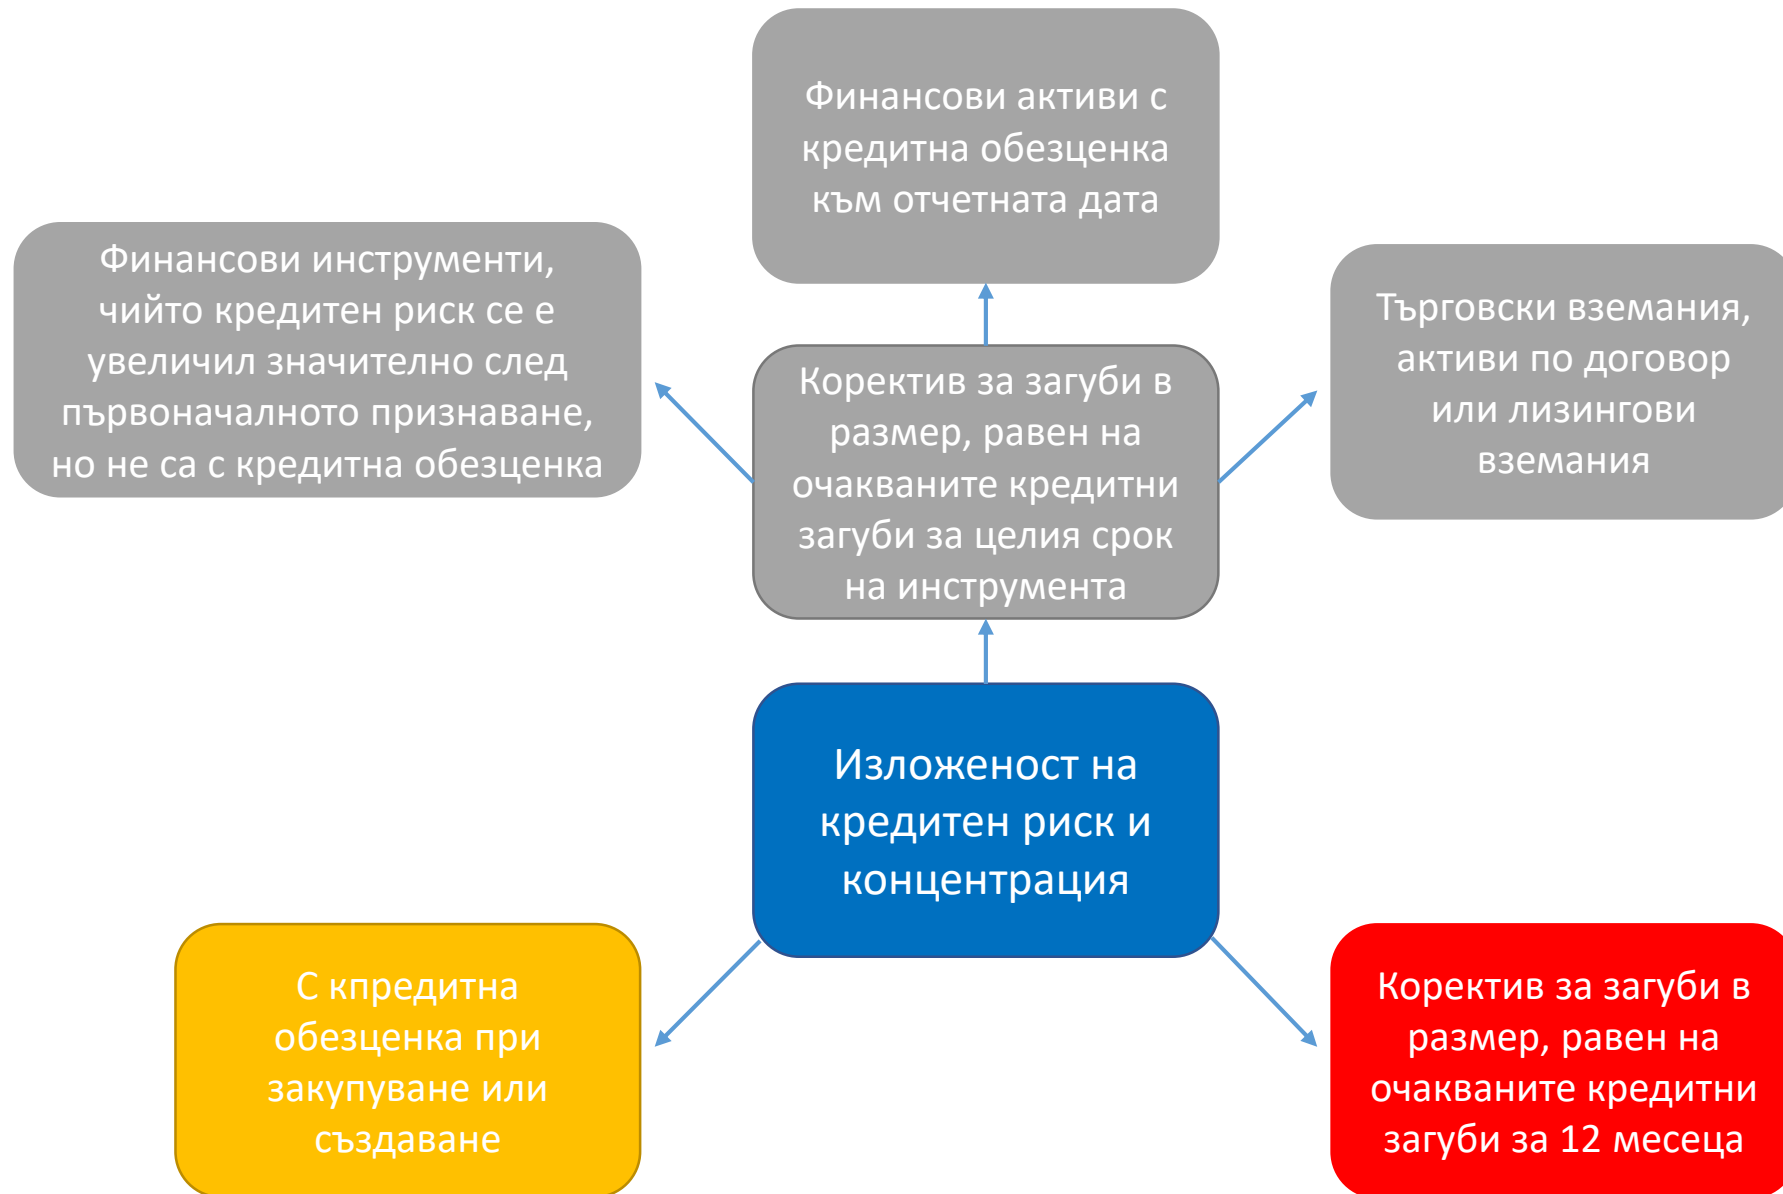 Финансови активи с
кредитна обезценка
към отчетната дата
Финансови инструменти,
чийто кредитен риск се е
увеличил значително след
първоначалното признаване,
но не са с кредитна обезценка
Коректив за загуби в
размер, равен на
очакваните кредитни
загуби за целия срок
на инструмента
Търговски вземания,
активи по договор
или лизингови
вземания
Изложеност на
кредитен риск и
концентрация
С кпредитна
обезценка при
закупуване или
създаване
Коректив за загуби в
размер, равен на
очакваните кредитни
загуби за 12 месеца